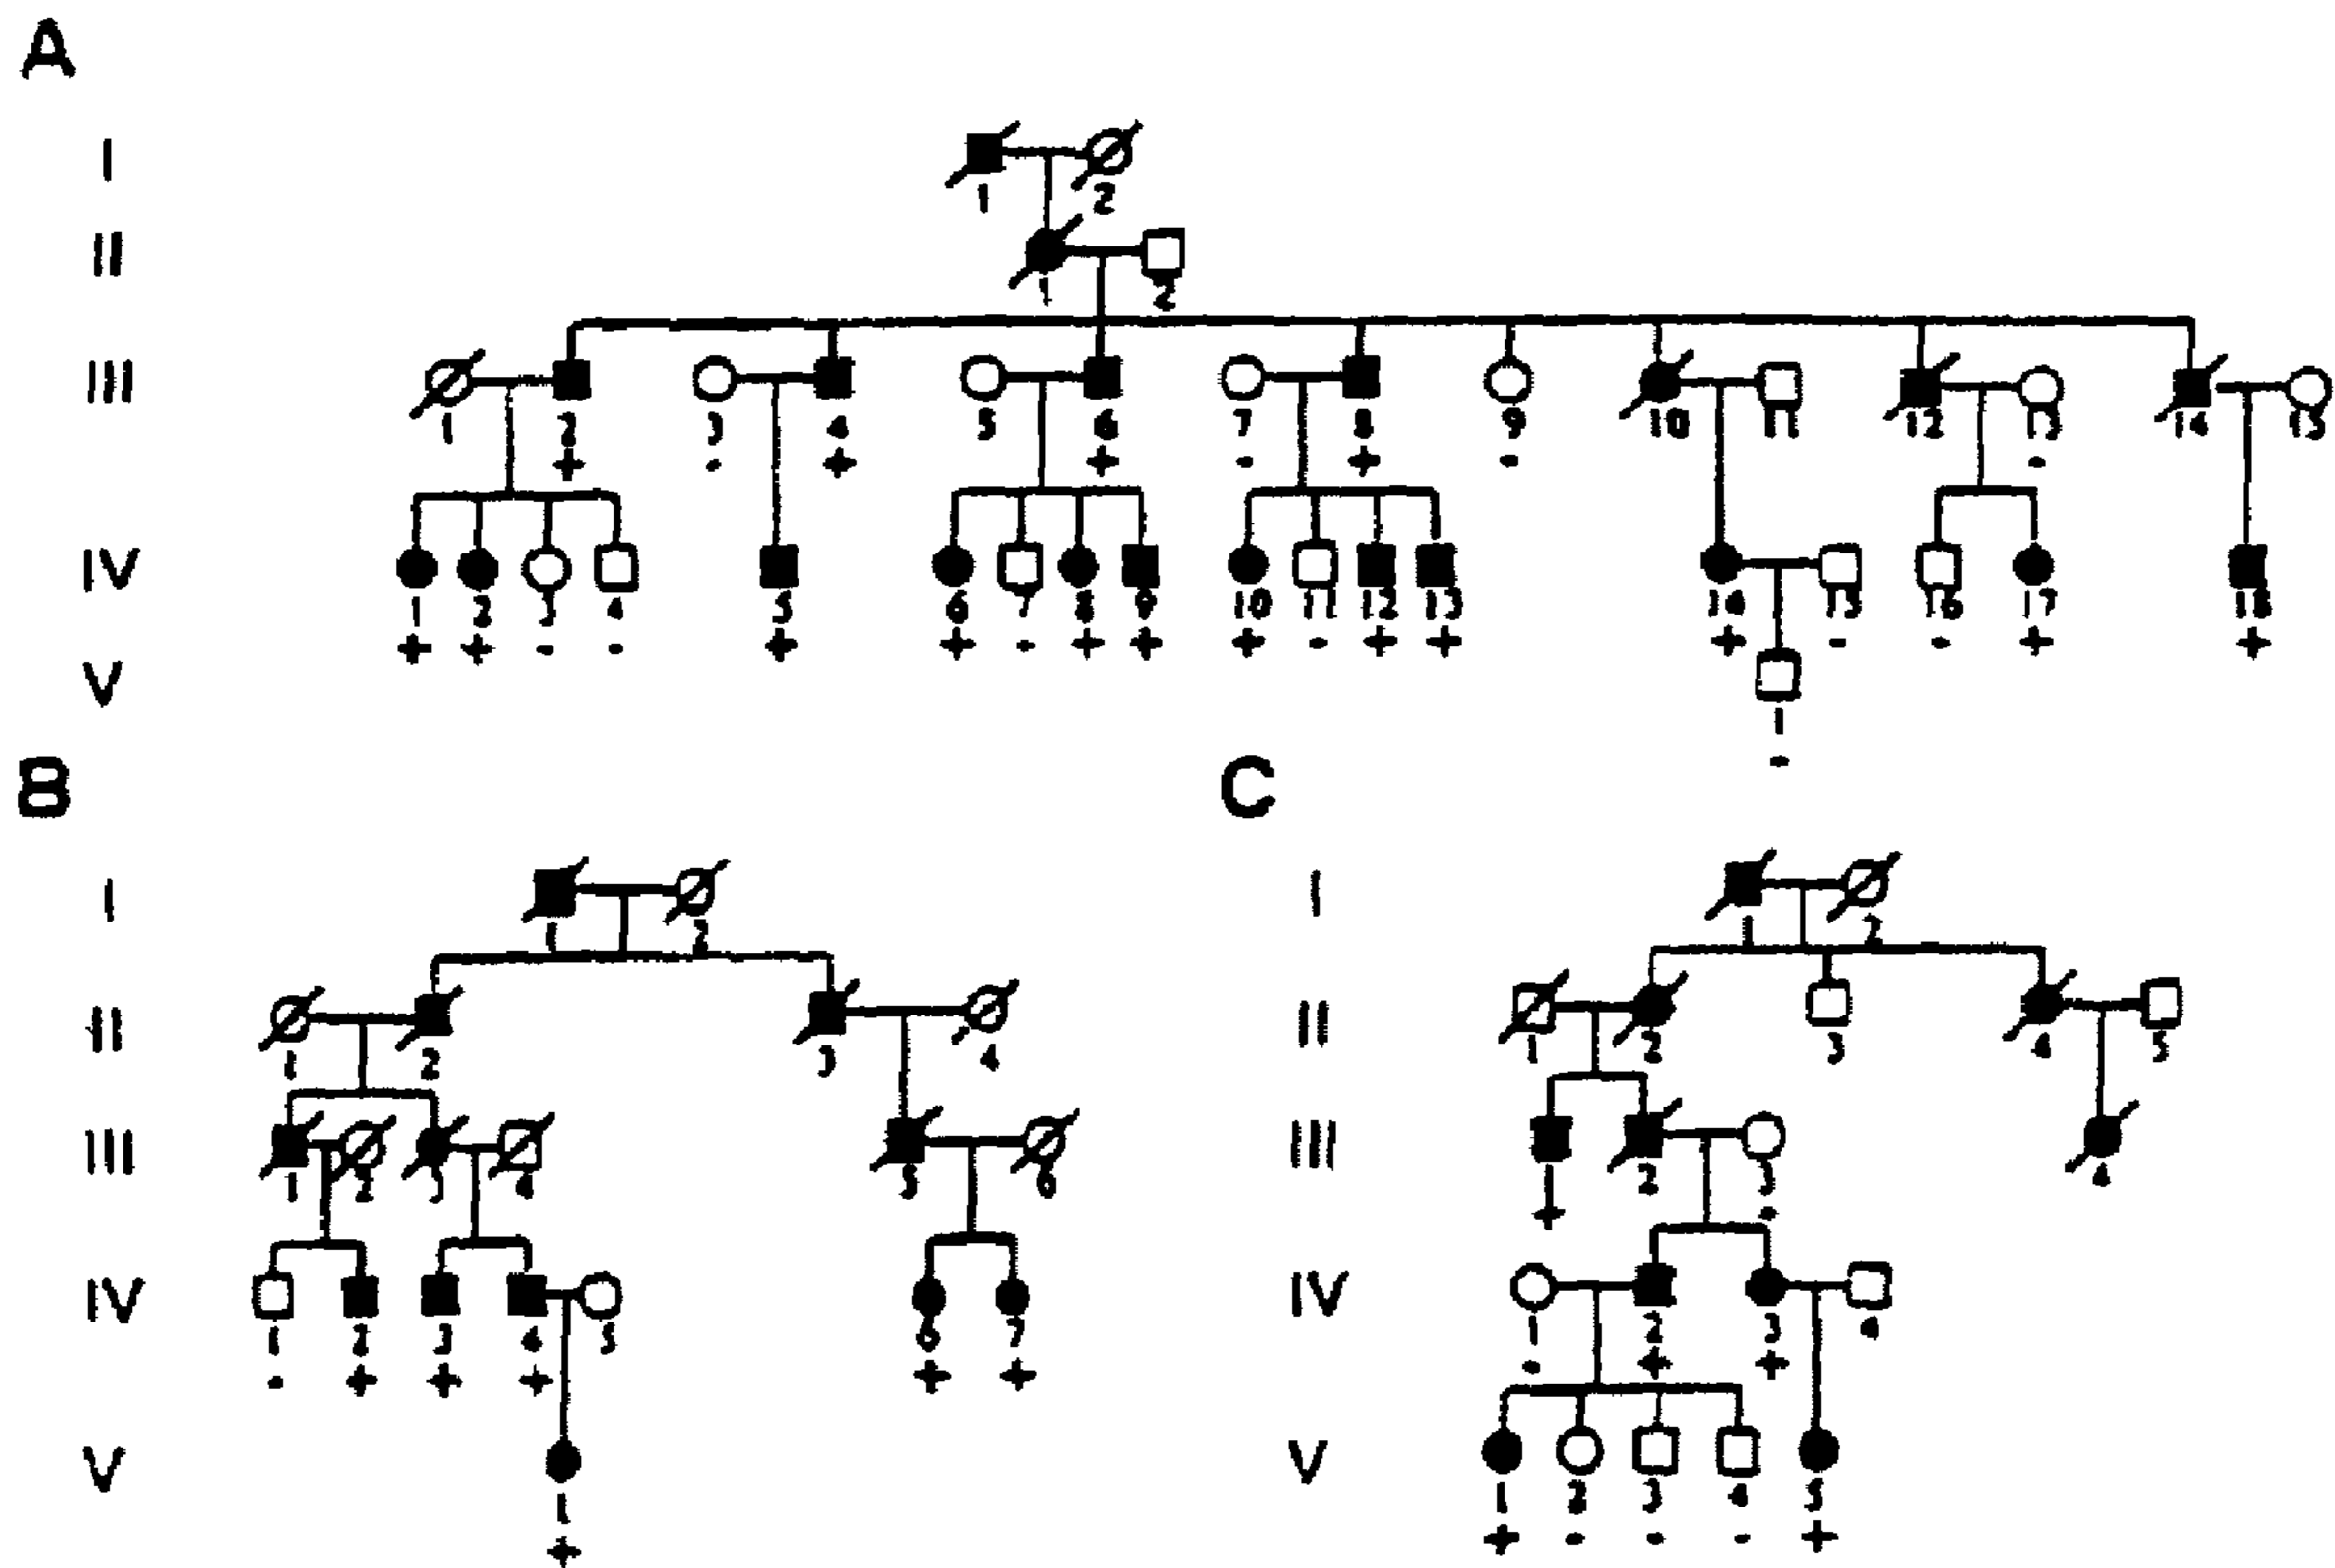 A
I
1 2
II
1 2
III
1 2 3 4 5 6 7 8 9 10 11 12 13 14 15
+ - + + - + - -
IV
1 2 3 4 5 6 7 8 9 10 11 12 13 14 15 16 17 18
+ + - - + + - + + + - + + + - - + +
V
1
-
B
I
1 2
II
1 2 3 4
III
1 2 3 4 5 6
IV
1 2 3 4 5 6 7
- + + + + +
V
1
+
C
I
1 2
II
1 2 3 4 5
III
1 2 3 4
+ -
IV
1 2 3 4
- + +
V
1 2 3 4 5
+ - - - +